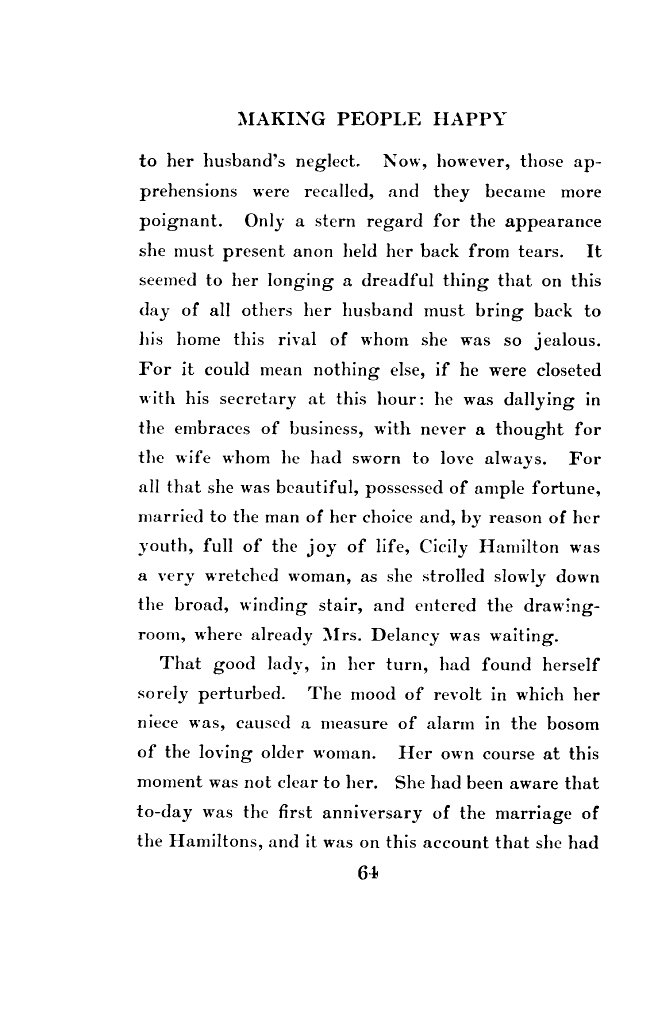 MAKING PEOPLE HAPPY
to her husband's neglect. Now, however, those ap-
prehensions were recalled, and they became more
poignant. Only a stern regard for the appearance
she must present anon held her back from tears. It
seemed to her longing a dreadful thing that on this
day of all others her husband must bring back to
his home this rival of whom she was so jealous.
For it could mean nothing else, if he were closeted
with his secretary at this hour: he was dallying in
the embraces of business, with never a thought for
the wife whom he had sworn to love always. For
all that she was beautiful, possessed of ample fortune,
married to the man of her choice and, by reason of her
youth, full of the joy of life, Cicily Hamilton was
a very wretched woman, as she strolled slowly down
the broad, winding stair, and entered the drawing-
room, where already Mrs. Delancy was waiting.
That good lady, in her turn, had found herself
sorely perturbed. The mood of revolt in which her
niece was, caused a measure of alarm in the bosom
of the loving older woman. Her own course at this
moment was not clear to her. She had been aware that
to-day was the first anniversary of the marriage of
the Hamiltons, and it was on this account that she had
64